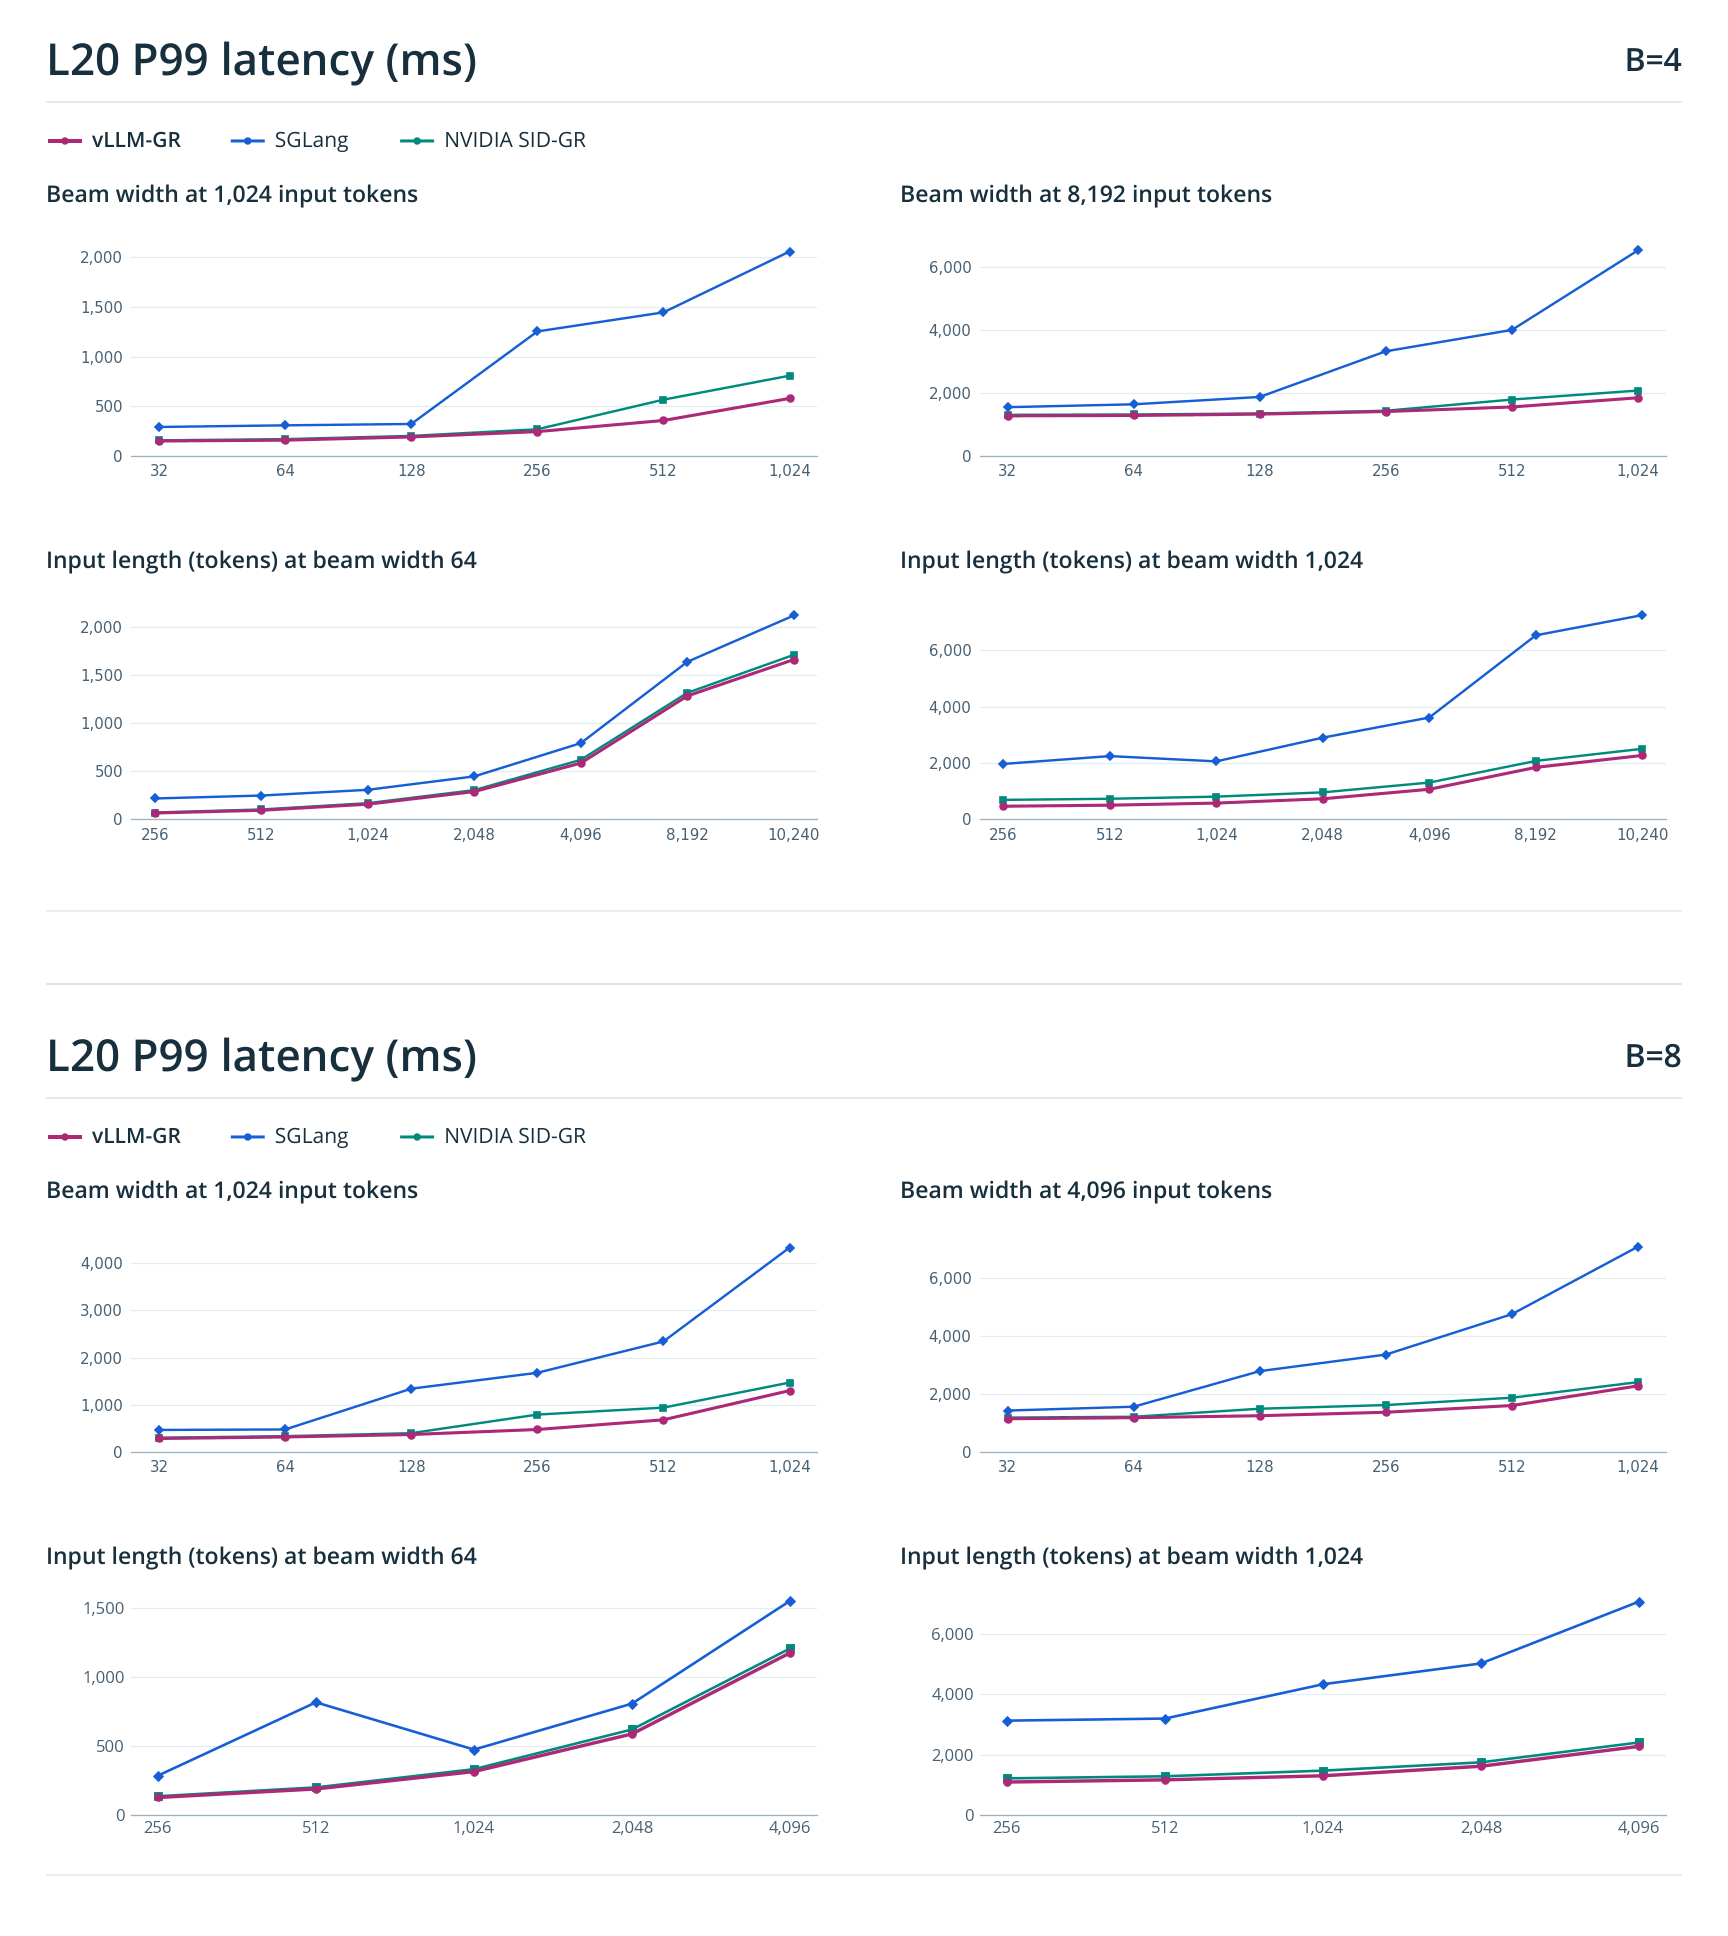 L20 P99 latency (ms) B=4
vLLM-GR SGLang NVIDIA SID-GR
Beam width at 1,024 input tokens
2,000
1,500
1,000
500
0
32 64 128 256 512 1,024
Beam width at 8,192 input tokens
6,000
4,000
2,000
0
32 64 128 256 512 1,024
Input length (tokens) at beam width 64
2,000
1,500
1,000
500
0
256 512 1,024 2,048 4,096 8,192 10,240
Input length (tokens) at beam width 1,024
6,000
4,000
2,000
0
256 512 1,024 2,048 4,096 8,192 10,240
L20 P99 latency (ms) B=8
vLLM-GR SGLang NVIDIA SID-GR
Beam width at 1,024 input tokens
4,000
3,000
2,000
1,000
0
32 64 128 256 512 1,024
Beam width at 4,096 input tokens
6,000
4,000
2,000
0
32 64 128 256 512 1,024
Input length (tokens) at beam width 64
1,500
1,000
500
0
256 512 1,024 2,048 4,096
Input length (tokens) at beam width 1,024
6,000
4,000
2,000
0
256 512 1,024 2,048 4,096